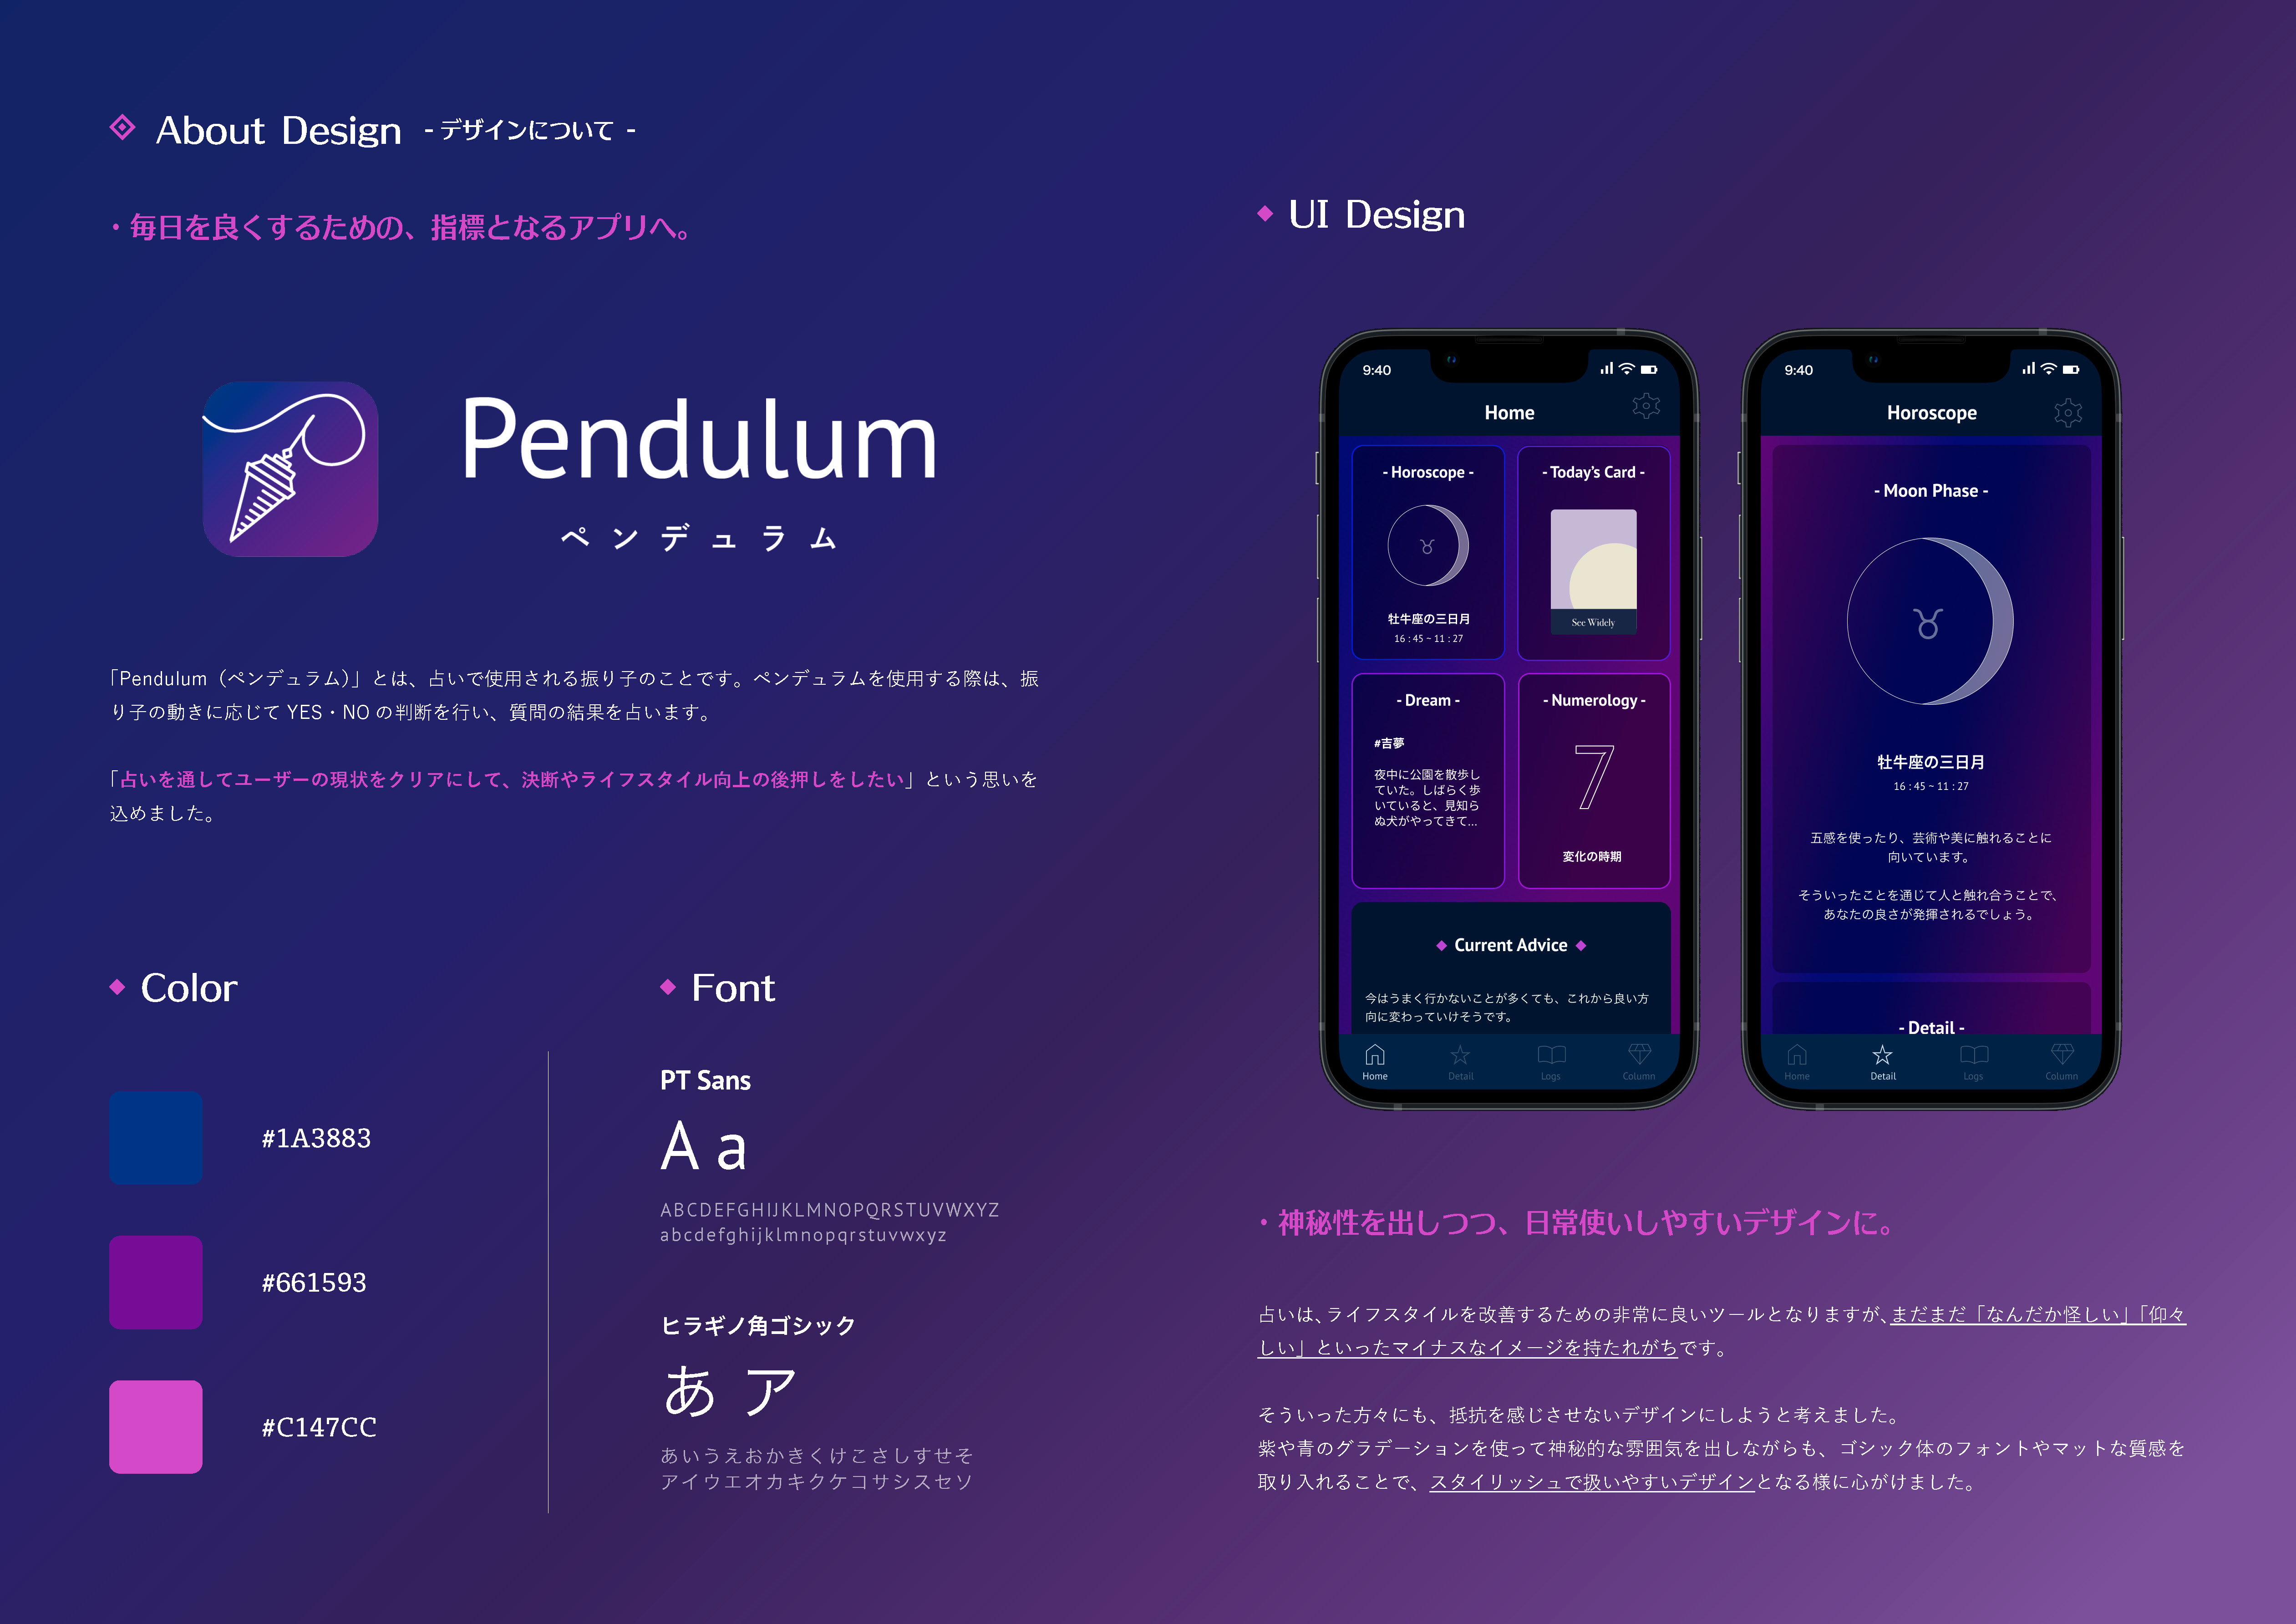 About Design - デザインについて -
・毎日を良くするための、指標となるアプリへ。
Pendulum
ペンデュラム
「Pendulum（ペンデュラム）」とは、占いで使用される振り子のことです。ペンデュラムを使用する際は、振
り子の動きに応じて YES・NO の判断を行い、質問の結果を占います。
「占いを通してユーザーの現状をクリアにして、決断やライフスタイル向上の後押しをしたい」という思いを
込めました。
Color
#1A3883
#661593
#C147CC
Font
PT Sans
A a
ABCDEFGHIJKLMNOPQRSTUVWXYZ
abcdefghijklmnopqrstuvwxyz
ヒラギノ角ゴシック
あ ア
あいうえおかきくけこさしすせそ
アイウエオカキクケコサシスセソ
UI Design
9:40
Home
- Horoscope -
牡牛座の三日月
16 : 45 ~ 11 : 27
- Today's Card -
See Widely
- Dream -
#吉夢
夜中に公園を散歩し
ていた。しばらく歩
いていると、見知ら
ぬ犬がやってきて...
- Numerology -
7
変化の時期
Current Advice
今はうまく行かないことが多くても、これから良い方
向に変わっていけそうです。
Home Detail Logs Column
9:40
Horoscope
- Moon Phase -
牡牛座の三日月
16 : 45 ~ 11 : 27
五感を使ったり、芸術や美に触れることに
向いています。
そういったことを通じて人と触れ合うことで、
あなたの良さが発揮されるでしょう。
- Detail -
Home Detail Logs Column
・神秘性を出しつつ、日常使いしやすいデザインに。
占いは、ライフスタイルを改善するための非常に良いツールとなりますが、まだまだ「なんだか怪しい」「仰々
しい」といったマイナスなイメージを持たれがちです。
そういった方々にも、抵抗を感じさせないデザインにしようと考えました。
紫や青のグラデーションを使って神秘的な雰囲気を出しながらも、ゴシック体のフォントやマットな質感を
取り入れることで、スタイリッシュで扱いやすいデザインとなる様に心がけました。